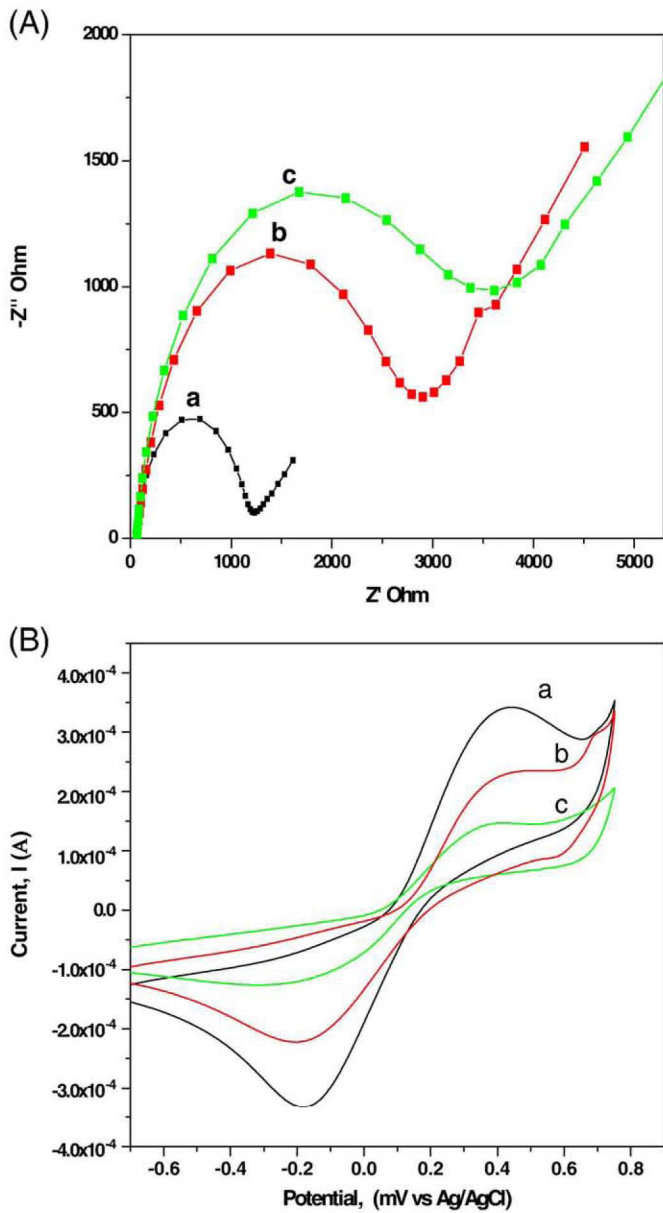 (A)
2000
1500
1000
500
0
-Z'' Ohm
c
b
a
0 1000 2000 3000 4000 5000
Z' Ohm
(B)
4.0x10⁻⁴
3.0x10⁻⁴
2.0x10⁻⁴
1.0x10⁻⁴
0.0
-1.0x10⁻⁴
-2.0x10⁻⁴
-3.0x10⁻⁴
-4.0x10⁻⁴
Current, I (A)
a
b
c
-0.6 -0.4 -0.2 0.0 0.2 0.4 0.6 0.8
Potential, (mV vs Ag/AgCl)